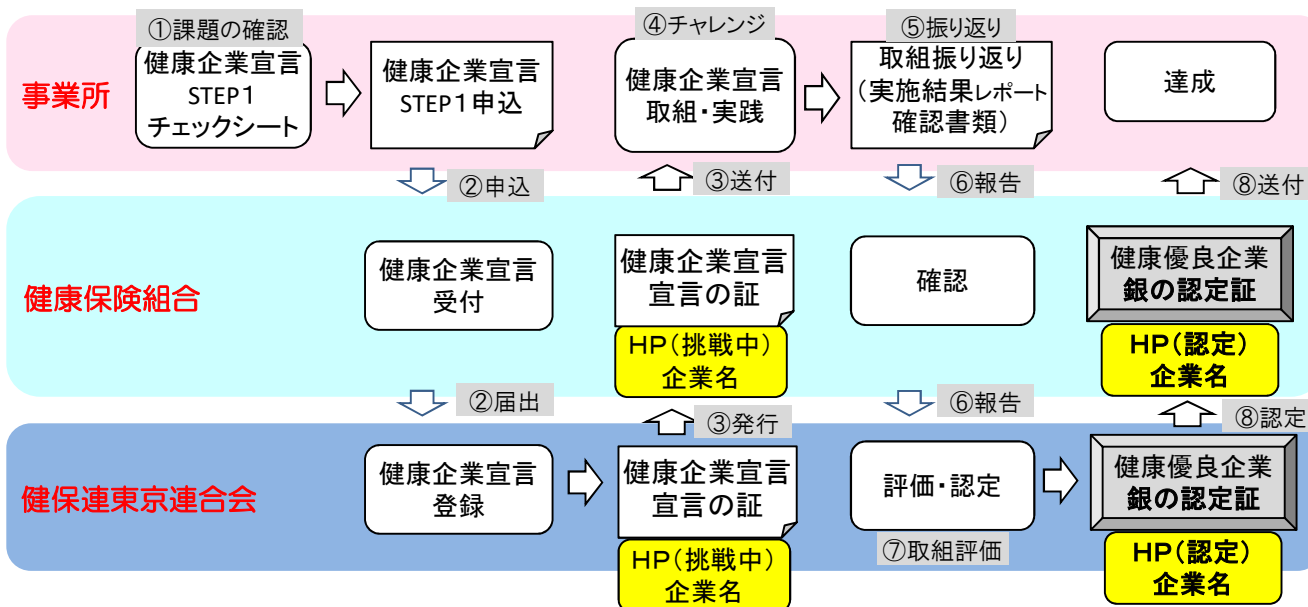 ①課題の確認
④チャレンジ
⑤振り返り
事業所
健康企業宣言
STEP1
チェックシート
健康企業宣言
STEP1申込
健康企業宣言
取組・実践
取組振り返り
(実施結果レポート
確認書類)
達成
②申込
③送付
⑥報告
⑧送付
健康保険組合
健康企業宣言
受付
健康企業宣言
宣言の証
HP(挑戦中)
企業名
確認
健康優良企業
銀の認定証
HP(認定)
企業名
②届出
③発行
⑥報告
⑧認定
健保連東京連合会
健康企業宣言
登録
健康企業宣言
宣言の証
HP(挑戦中)
企業名
評価・認定
⑦取組評価
健康優良企業
銀の認定証
HP(認定)
企業名